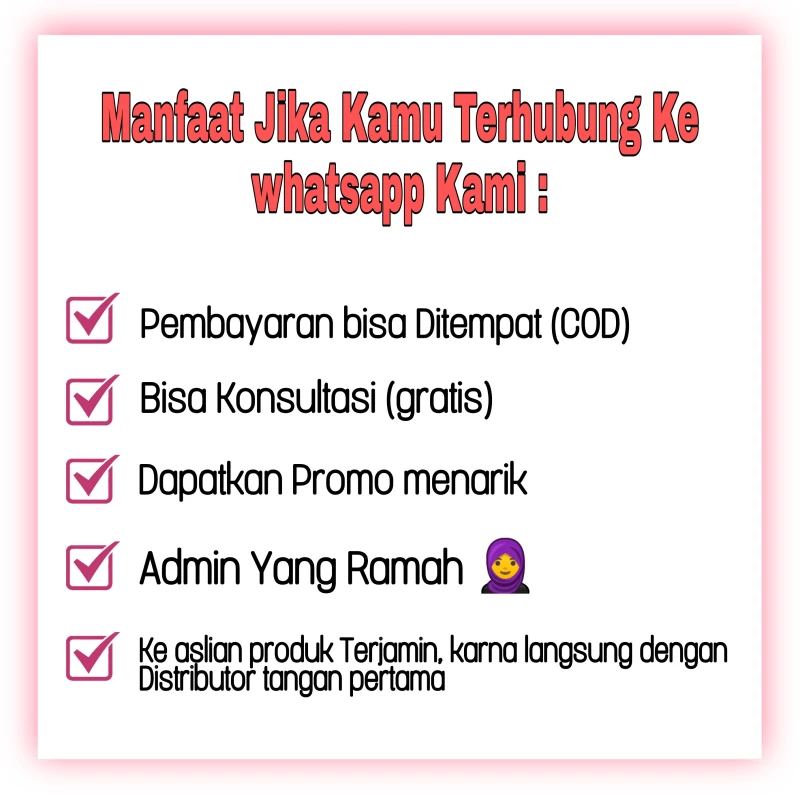 Manfaat Jika Kamu Terhubung Ke
whatsapp Kami :
Pembayaran bisa Ditempat (COD)
Bisa Konsultasi (gratis)
Dapatkan Promo menarik
Admin Yang Ramah
Ke aslian produk Terjamin, karna langsung dengan
Distributor tangan pertama